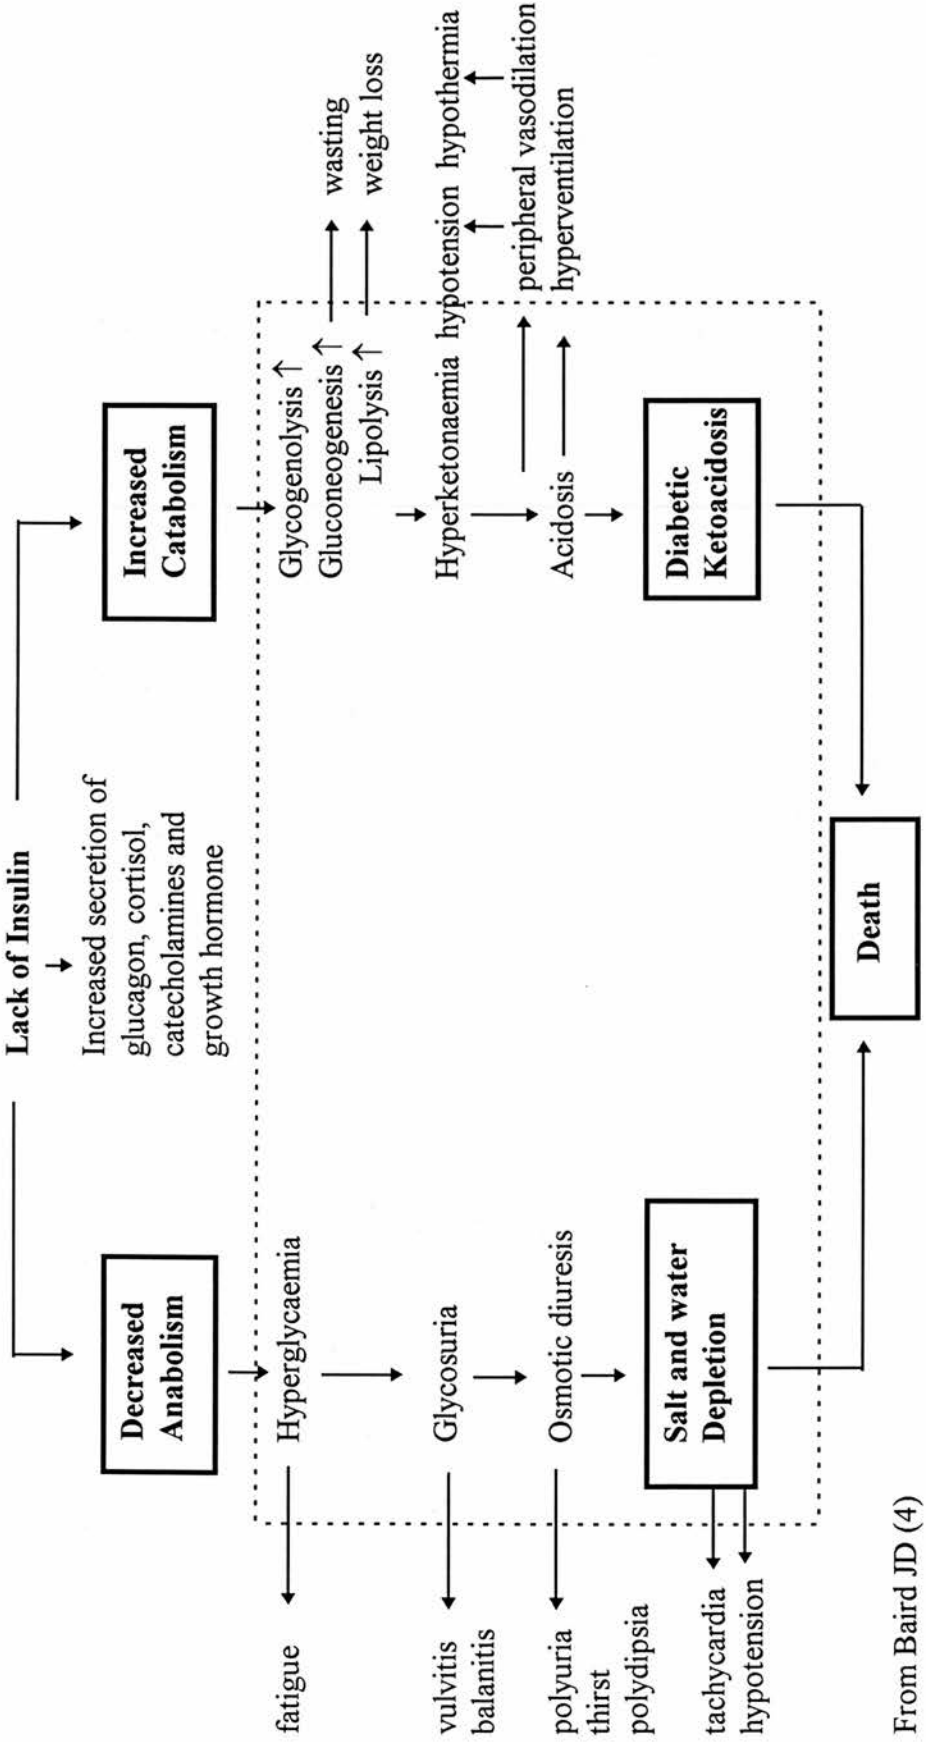 Lack of Insulin
Increased secretion of
glucagon, cortisol,
catecholamines and
growth hormone
Decreased
Anabolism
Increased
Catabolism
fatigue
Hyperglycaemia
Glycogenolysis ↑
Gluconeogenesis ↑
Lipolysis ↑
wasting
weight loss
vulvitis
balanitis
Glycosuria
Hyperketonaemia
hypotension
hypothermia
polyuria
thirst
polydipsia
Osmotic diuresis
Acidosis
peripheral vasodilation
hyperventilation
tachycardia
hypotension
Salt and water
Depletion
Diabetic
Ketoacidosis
Death
From Baird JD (4)